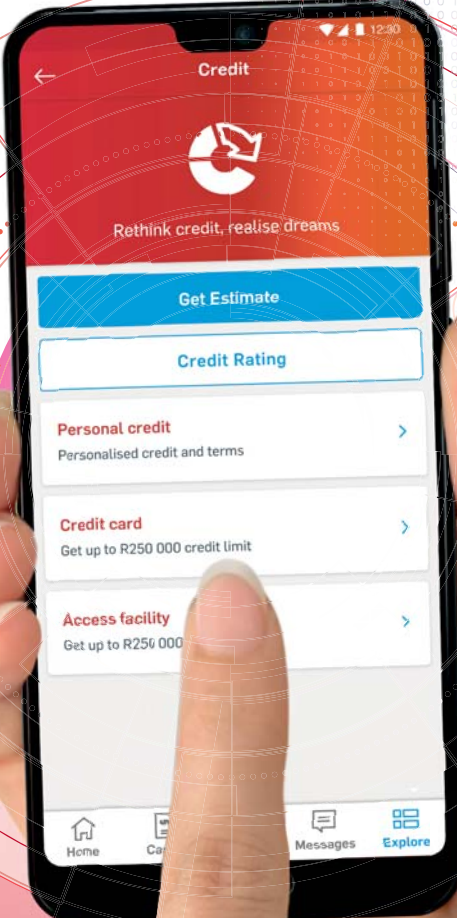 12:30
Credit
Rethink credit, realise dreams
Get Estimate
Credit Rating
Personal credit
Personalised credit and terms
Credit card
Get up to R250 000 credit limit
Access facility
Get up to R250 000
Home
Messages
Explore